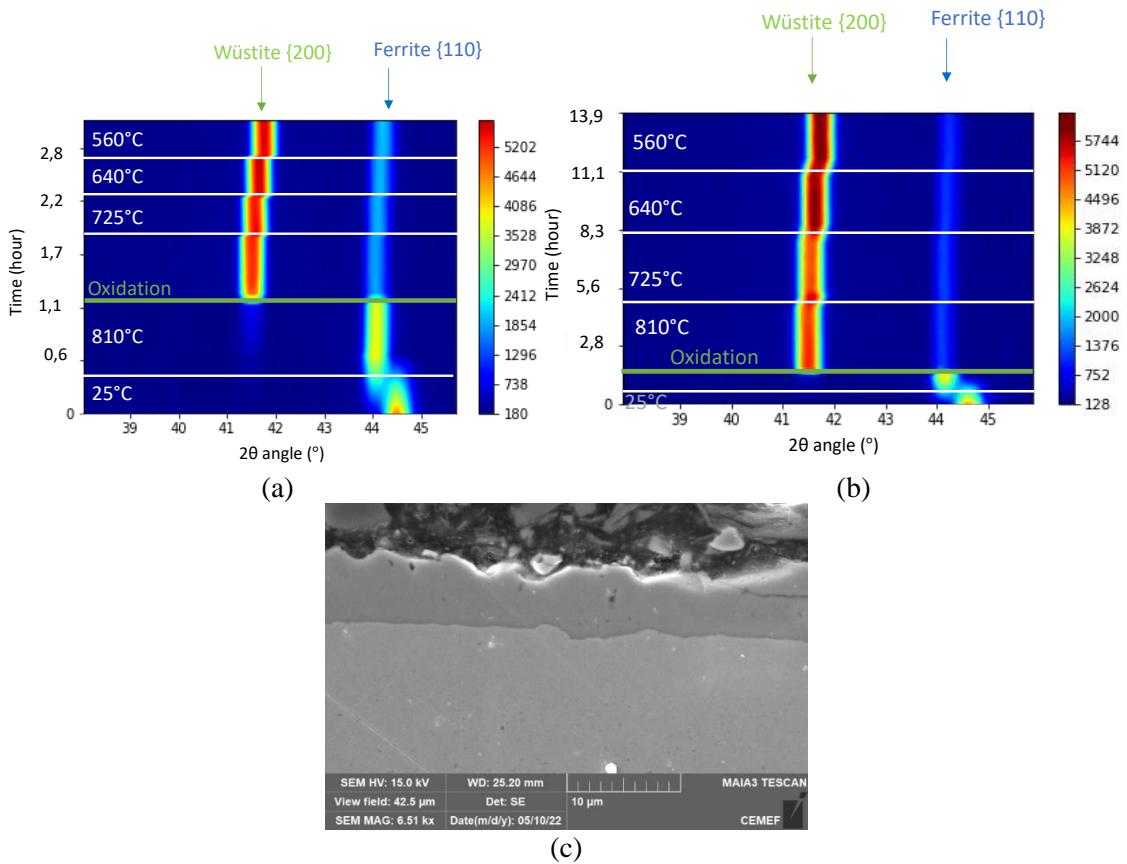 Wüstite {200} Ferrite {110}
560°C
640°C
725°C
Oxidation
810°C
25°C
2,8
2,2
1,7
1,1
0,6
0
Time (hour)
39 40 41 42 43 44 45
2θ angle (°)
5202
4644
4086
3528
2970
2412
1854
1296
738
180
(a)
Wüstite {200} Ferrite {110}
560°C
640°C
725°C
810°C
Oxidation
25°C
13,9
11,1
8,3
5,6
2,8
0
Time (hour)
39 40 41 42 43 44 45
2θ angle (°)
5744
5120
4496
3872
3248
2624
2000
1376
752
128
(b)
SEM HV: 15.0 kV WD: 25.20 mm MAIA3 TESCAN
View field: 42.5 µm Det: SE 10 µm
SEM MAG: 6.51 kx Date(m/d/y): 05/10/22 CEMEF
(c)